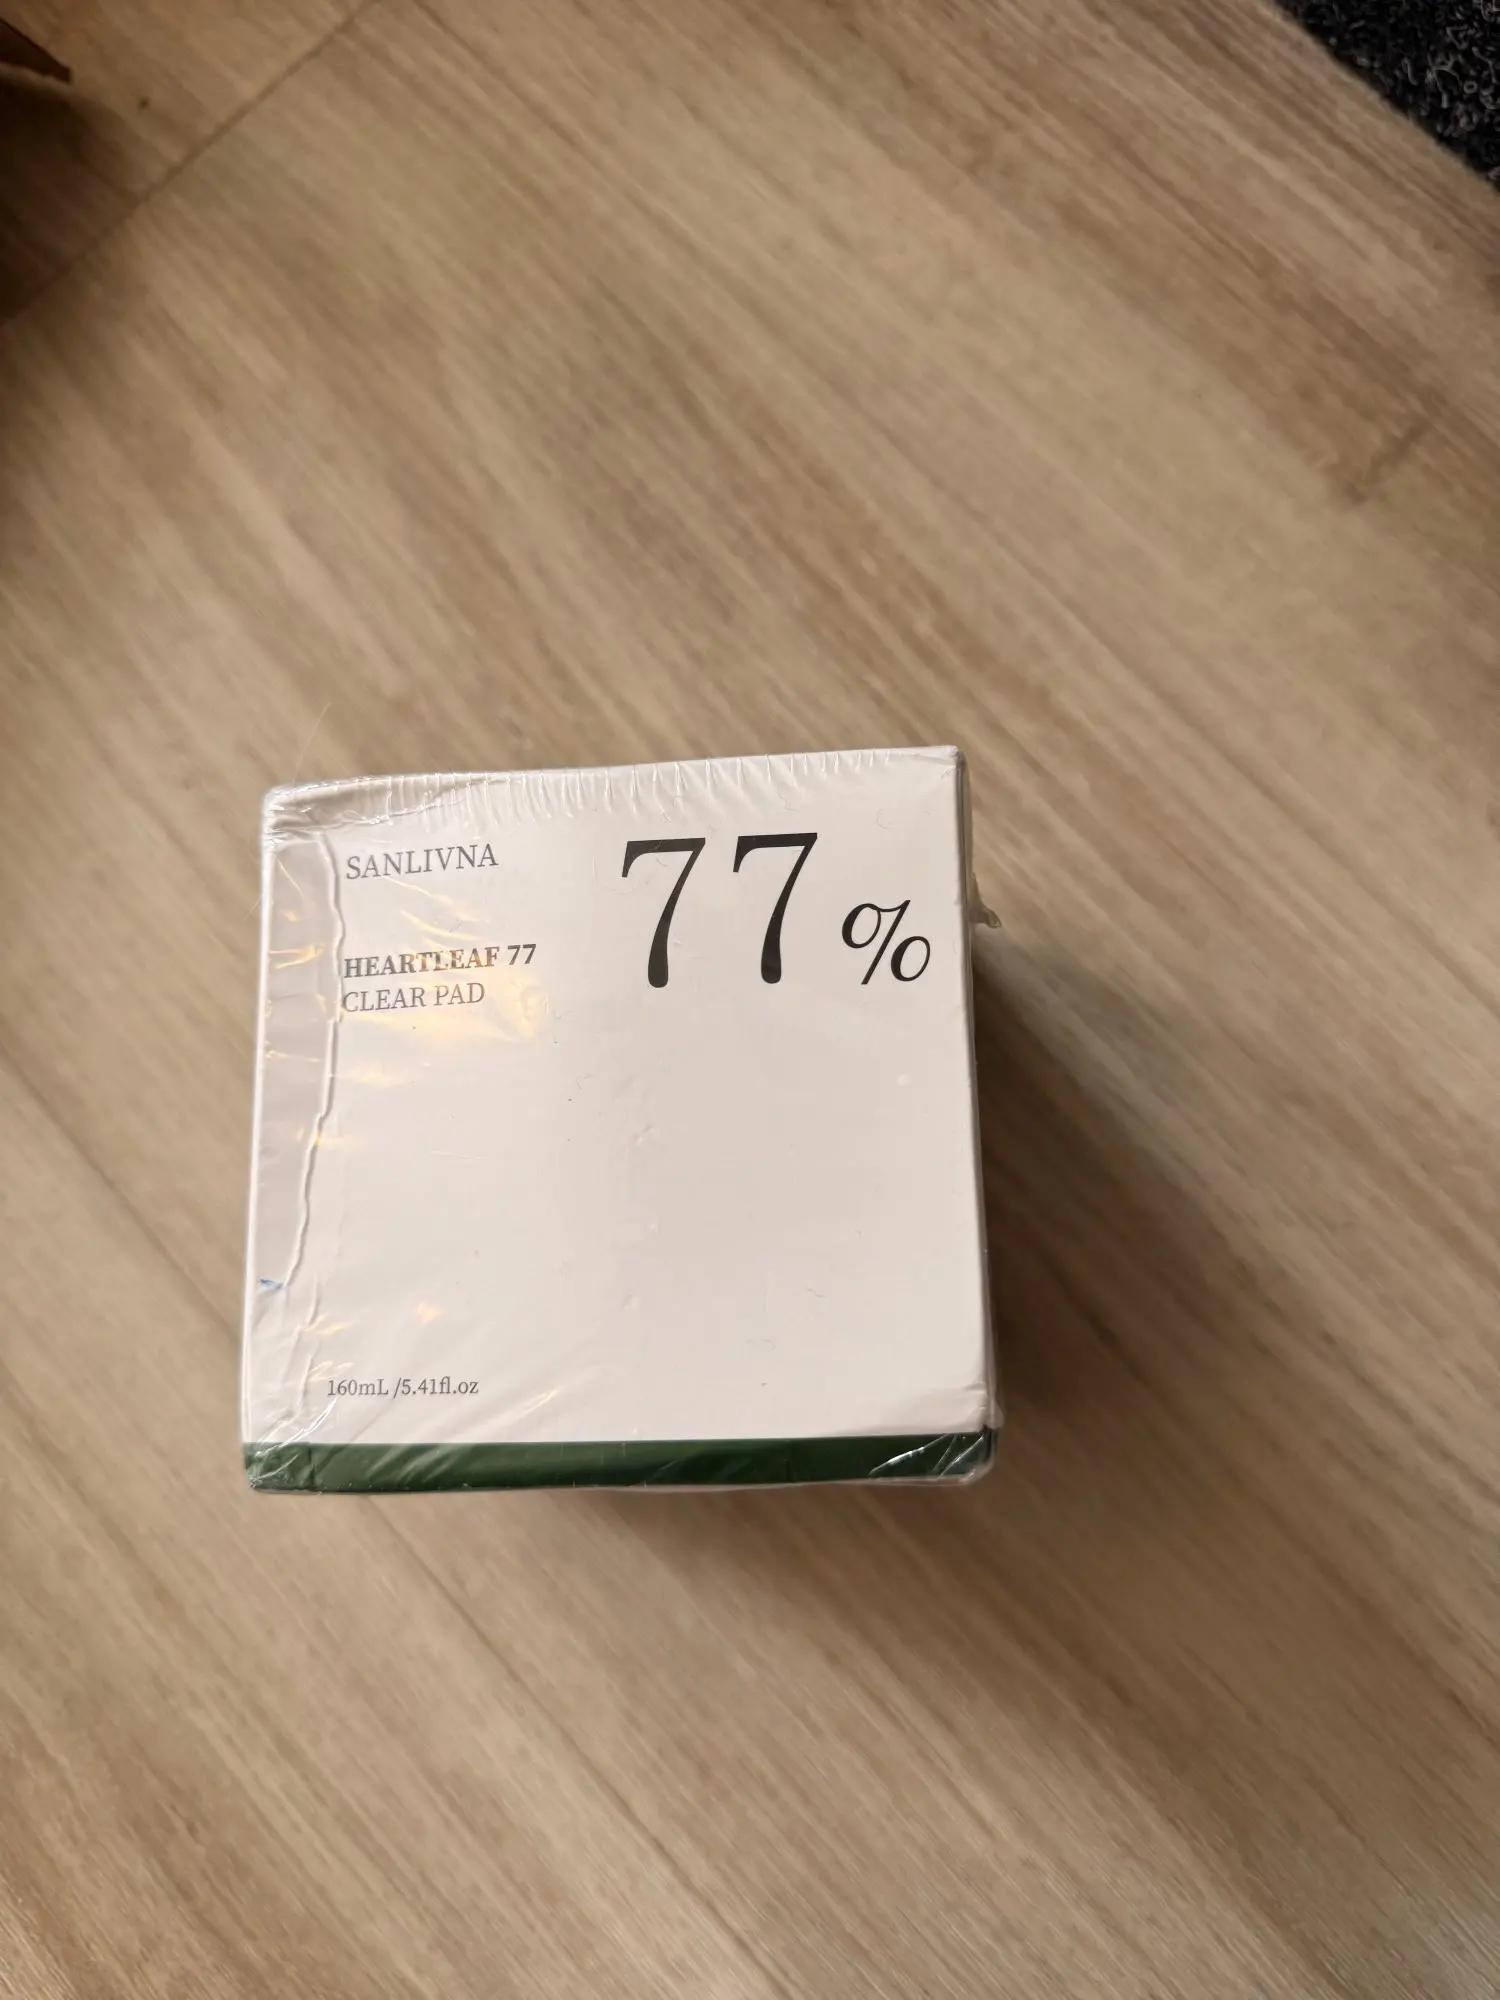 SANLIVNA
77%
HEARTLEAF 77
CLEAR PAD
160mL /5.41fl.oz